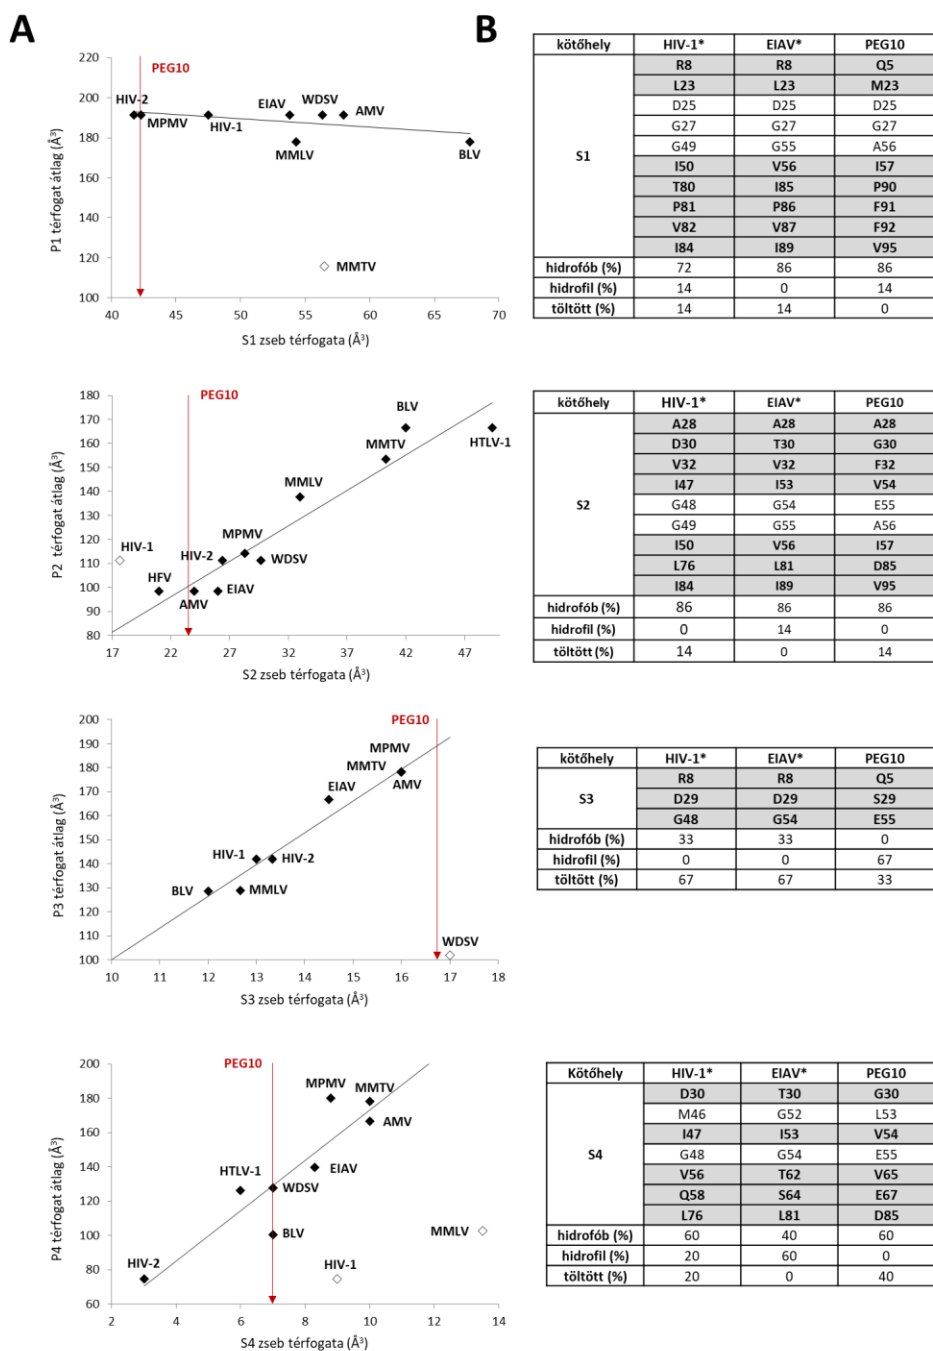 A
220
200
180
160
140
120
100
P1 térfogat átlag (Å³)
PEG10
HIV-2
MPMV
HIV-1
EIAV
WDSV
AMV
MMLV
BLV
MMTV
40 45 50 55 60 65 70
S1 zseb térfogata (Å³)
180
170
160
150
140
130
120
110
100
90
80
P2 térfogat átlag (Å³)
PEG10
BLV
HTLV-1
MMTV
MMLV
MPMV
HIV-1
HIV-2
WDSV
HFV
AMV
EIAV
17 22 27 32 37 42 47
S2 zseb térfogata (Å³)
200
190
180
170
160
150
140
130
120
110
100
P3 térfogat átlag (Å³)
PEG10
MPMV
MMTV
AMV
EIAV
HIV-1
HIV-2
BLV
MMLV
WDSV
10 11 12 13 14 15 16 17 18
S3 zseb térfogata (Å³)
200
180
160
140
120
100
80
60
P4 térfogat átlag (Å³)
PEG10
MPMV
MMTV
AMV
HTLV-1
EIAV
WDSV
BLV
MMLV
HIV-2
HIV-1
2 4 6 8 10 12 14
S4 zseb térfogata (Å³)
B
kötőhely HIV-1* EIAV* PEG10
S1
R8 R8 Q5
L23 L23 M23
D25 D25 D25
G27 G27 G27
G49 G55 A56
I50 V56 I57
T80 I85 P90
P81 P86 F91
V82 V87 F92
I84 I89 V95
hidrofób (%) 72 86 86
hidrofil (%) 14 0 14
töltött (%) 14 14 0
kötőhely HIV-1* EIAV* PEG10
S2
A28 A28 A28
D30 T30 G30
V32 V32 F32
I47 I53 V54
G48 G54 E55
G49 G55 A56
I50 V56 I57
L76 L81 D85
I84 I89 V95
hidrofób (%) 86 86 86
hidrofil (%) 0 14 0
töltött (%) 14 0 14
kötőhely HIV-1* EIAV* PEG10
S3
R8 R8 Q5
D29 D29 S29
G48 G54 E55
hidrofób (%) 33 33 0
hidrofil (%) 0 0 67
töltött (%) 67 67 33
Kötőhely HIV-1* EIAV* PEG10
S4
D30 T30 G30
M46 G52 L53
I47 I53 V54
G48 G54 E55
V56 T62 V65
Q58 S64 E67
L76 L81 D85
hidrofób (%) 60 40 60
hidrofil (%) 20 60 0
töltött (%) 20 0 40